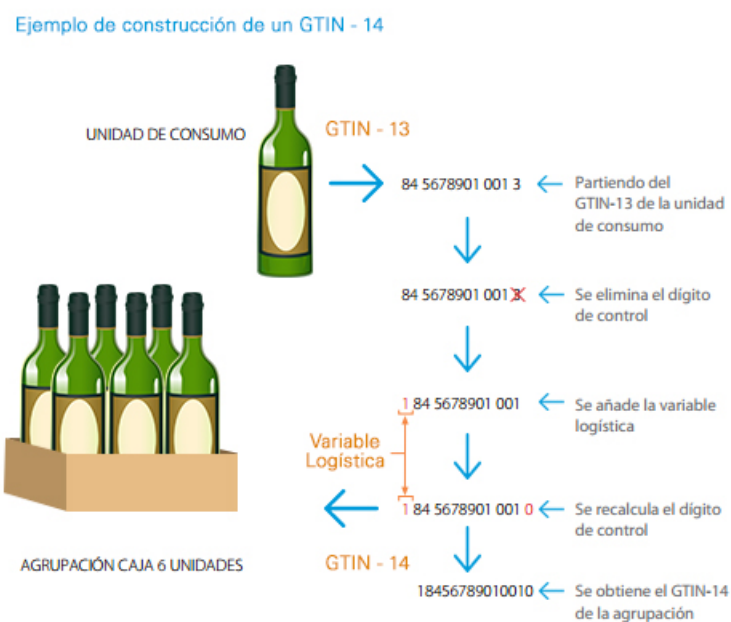 Ejemplo de construcción de un GTIN - 14
UNIDAD DE CONSUMO
GTIN - 13
84 5678901 001 3
Partiendo del
GTIN-13 de la unidad
de consumo
84 5678901 001 3
Se elimina el dígito
de control
1 84 5678901 001
Se añade la variable
logística
Variable
Logística
1 84 5678901 001 0
Se recalcula el dígito
de control
AGRUPACIÓN CAJA 6 UNIDADES
GTIN - 14
18456789010010
Se obtiene el GTIN-14
de la agrupación